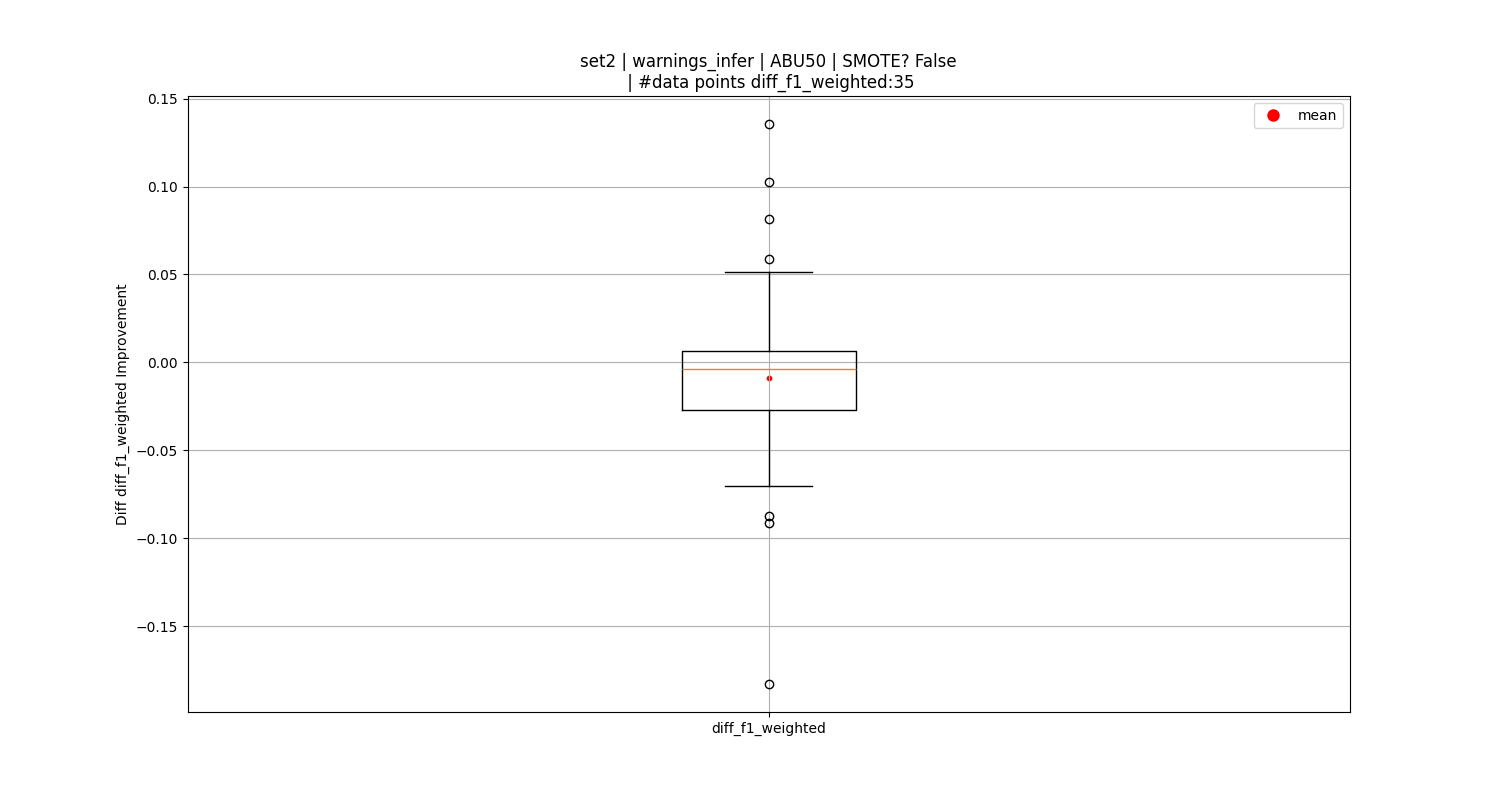 set2 | warnings_infer | ABU50 | SMOTE? False
| #data points diff_f1_weighted:35
mean
0.15
0.10
0.05
0.00
−0.05
−0.10
−0.15
Diff diff_f1_weighted Improvement
diff_f1_weighted